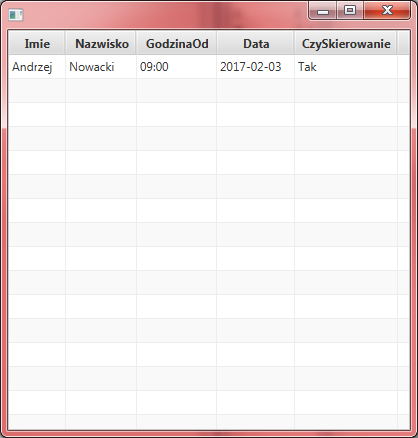 Imie Nazwisko GodzinaOd Data CzySkierowanie
Andrzej Nowacki 09:00 2017-02-03 Tak